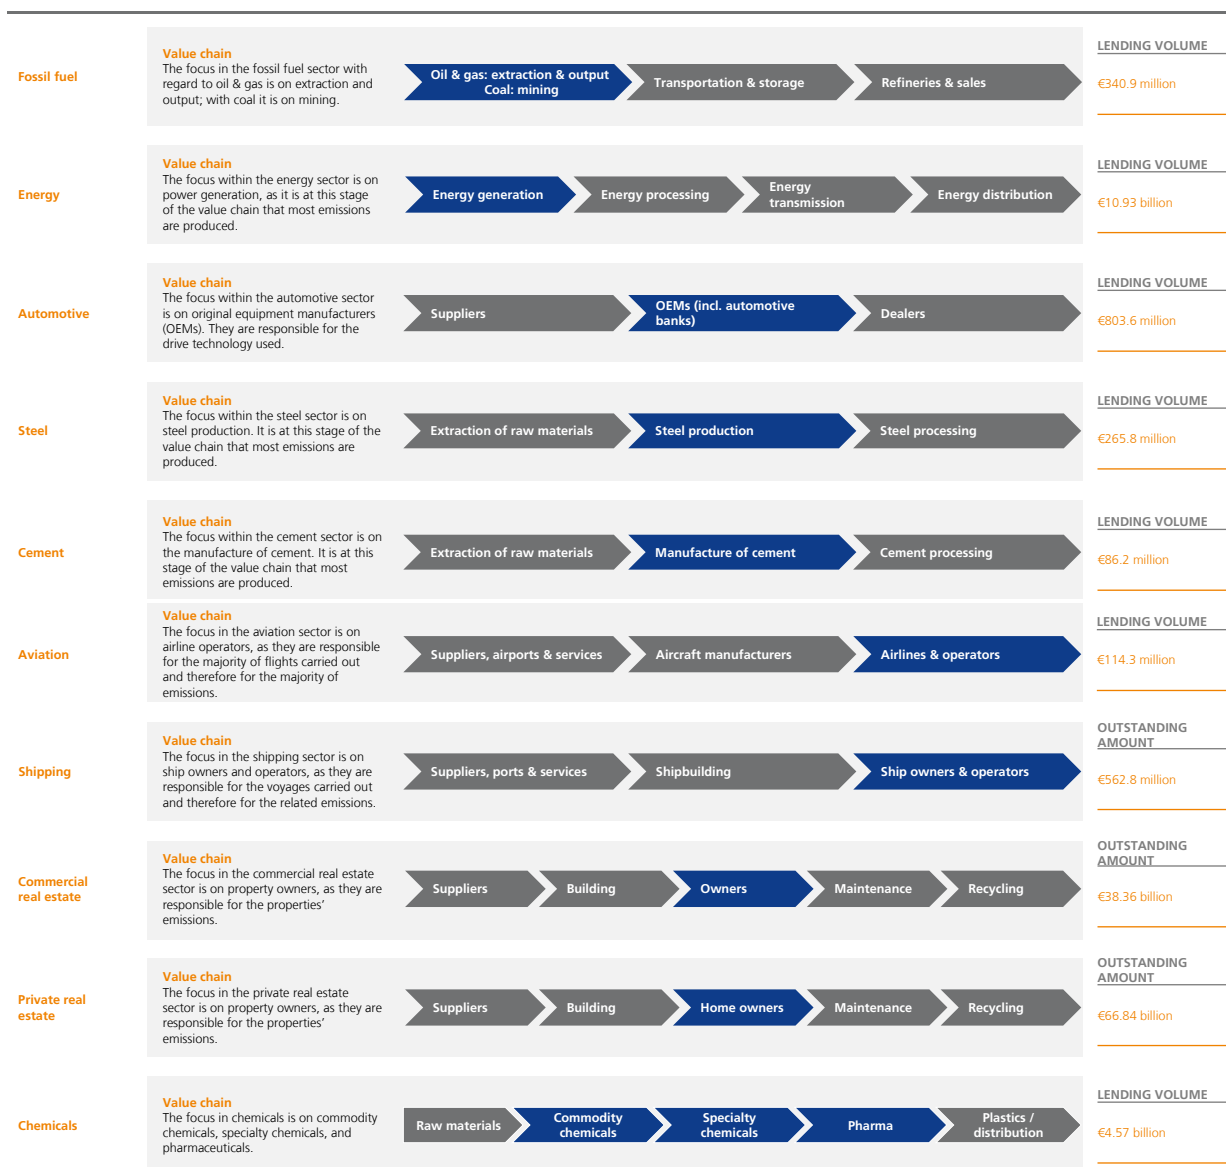 Fossil fuel
Value chain
The focus in the fossil fuel sector with
regard to oil & gas is on extraction and
output; with coal it is on mining.
Oil & gas: extraction & output
Coal: mining
Transportation & storage
Refineries & sales
LENDING VOLUME
€340.9 million
Energy
Value chain
The focus within the energy sector is on
power generation, as it is at this stage
of the value chain that most emissions
are produced.
Energy generation
Energy processing
Energy
transmission
Energy distribution
LENDING VOLUME
€10.93 billion
Automotive
Value chain
The focus within the automotive sector
is on original equipment manufacturers
(OEMs). They are responsible for the
drive technology used.
Suppliers
OEMs (incl. automotive
banks)
Dealers
LENDING VOLUME
€803.6 million
Steel
Value chain
The focus within the steel sector is on
steel production. It is at this stage of the
value chain that most emissions are
produced.
Extraction of raw materials
Steel production
Steel processing
LENDING VOLUME
€265.8 million
Cement
Value chain
The focus within the cement sector is on
the manufacture of cement. It is at this
stage of the value chain that most
emissions are produced.
Extraction of raw materials
Manufacture of cement
Cement processing
LENDING VOLUME
€86.2 million
Aviation
Value chain
The focus in the aviation sector is on
airline operators, as they are responsible
for the majority of flights carried out
and therefore for the majority of
emissions.
Suppliers, airports & services
Aircraft manufacturers
Airlines & operators
LENDING VOLUME
€114.3 million
Shipping
Value chain
The focus in the shipping sector is on
ship owners and operators, as they are
responsible for the voyages carried out
and therefore for the related emissions.
Suppliers, ports & services
Shipbuilding
Ship owners & operators
OUTSTANDING
AMOUNT
€562.8 million
Commercial
real estate
Value chain
The focus in the commercial real estate
sector is on property owners, as they are
responsible for the properties’
emissions.
Suppliers
Building
Owners
Maintenance
Recycling
OUTSTANDING
AMOUNT
€38.36 billion
Private real
estate
Value chain
The focus in the private real estate
sector is on property owners, as they are
responsible for the properties’
emissions.
Suppliers
Building
Home owners
Maintenance
Recycling
OUTSTANDING
AMOUNT
€66.84 billion
Chemicals
Value chain
The focus in chemicals is on commodity
chemicals, specialty chemicals, and
pharmaceuticals.
Raw materials
Commodity
chemicals
Specialty
chemicals
Pharma
Plastics /
distribution
LENDING VOLUME
€4.57 billion